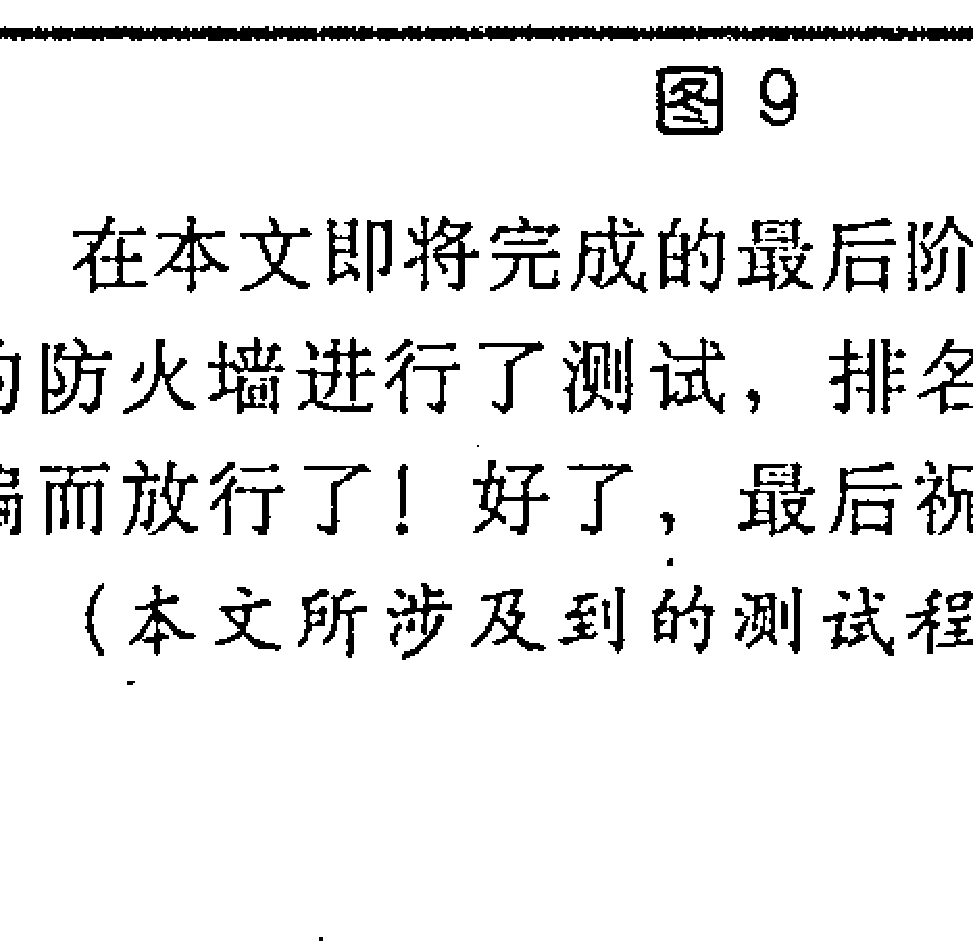 图 9
在本文即将完成的最后阶
防火墙进行了测试，排名
而放行了！好了，最后祝
（本文所涉及到的测试程